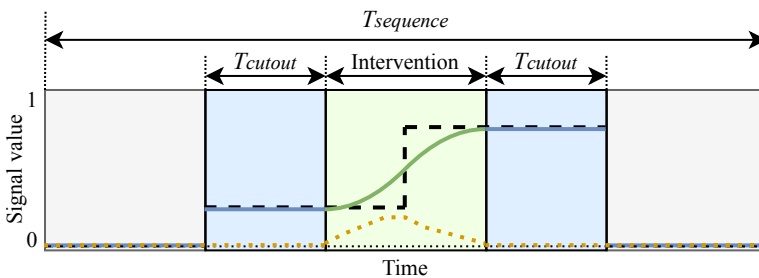 Tsequence
Tcutout
Intervention
Tcutout
1
Signal value
0
Time